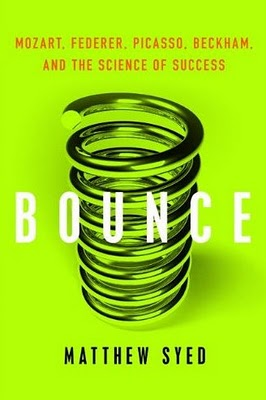 MOZART, FEDERER, PICASSO, BECKHAM,
AND THE SCIENCE OF SUCCESS
BOUNCE
MATTHEW SYED